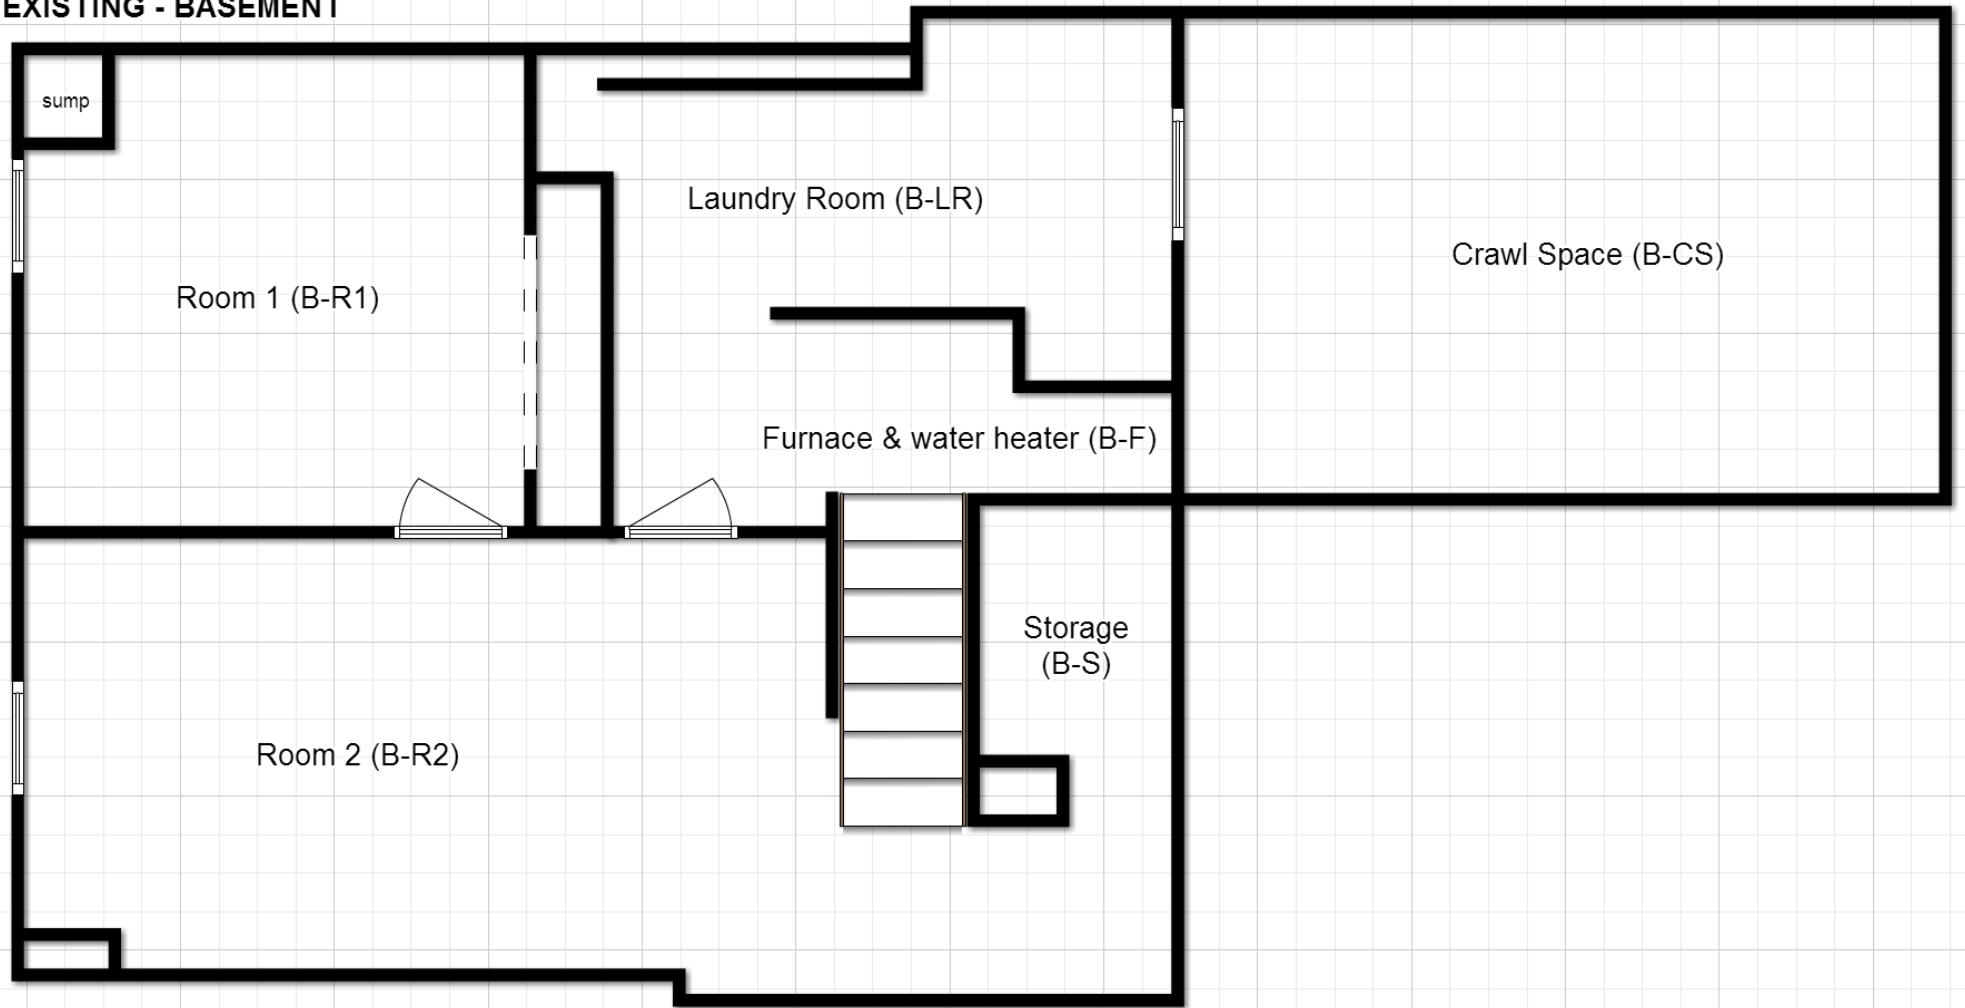 EXISTING - BASEMENT
sump
Laundry Room (B-LR)
Crawl Space (B-CS)
Room 1 (B-R1)
Furnace & water heater (B-F)
Storage
(B-S)
Room 2 (B-R2)